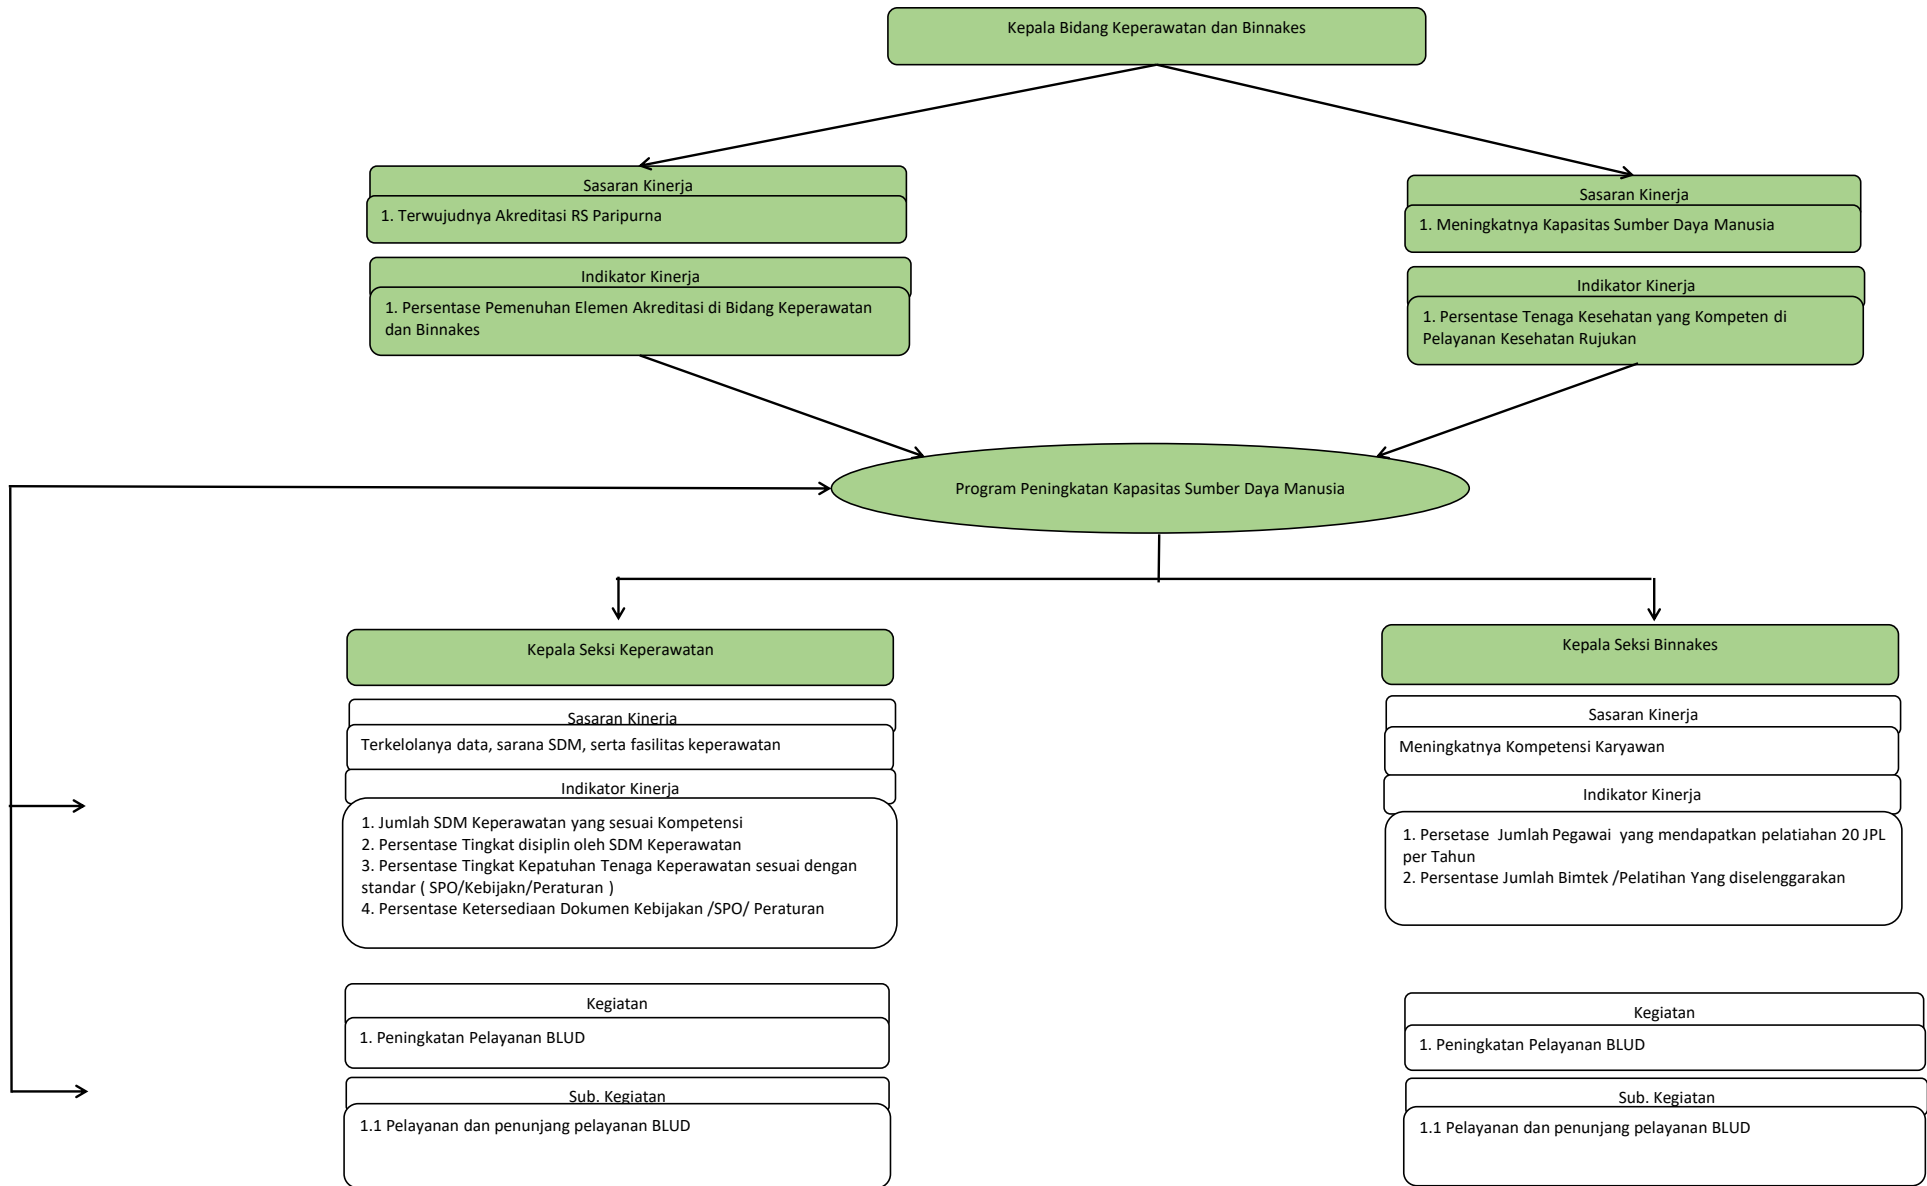 Kepala Bidang Keperawatan dan Binnakes
Sasaran Kinerja
1. Terwujudnya Akreditasi RS Paripurna
Indikator Kinerja
1. Persentase Pemenuhan Elemen Akreditasi di Bidang Keperawatan
dan Binnakes
Sasaran Kinerja
1. Meningkatnya Kapasitas Sumber Daya Manusia
Indikator Kinerja
1. Persentase Tenaga Kesehatan yang Kompeten di
Pelayanan Kesehatan Rujukan
Program Peningkatan Kapasitas Sumber Daya Manusia
Kepala Seksi Keperawatan
Sasaran Kinerja
Terkelolanya data, sarana SDM, serta fasilitas keperawatan
Indikator Kinerja
1. Jumlah SDM Keperawatan yang sesuai Kompetensi
2. Persentase Tingkat disiplin oleh SDM Keperawatan
3. Persentase Tingkat Kepatuhan Tenaga Keperawatan sesuai dengan
standar ( SPO/Kebijakn/Peraturan )
4. Persentase Ketersediaan Dokumen Kebijakan /SPO/ Peraturan
Kegiatan
1. Peningkatan Pelayanan BLUD
Sub. Kegiatan
1.1 Pelayanan dan penunjang pelayanan BLUD
Kepala Seksi Binnakes
Sasaran Kinerja
Meningkatnya Kompetensi Karyawan
Indikator Kinerja
1. Persetase Jumlah Pegawai yang mendapatkan pelatiahan 20 JPL
per Tahun
2. Persentase Jumlah Bimtek /Pelatihan Yang diselenggarakan
Kegiatan
1. Peningkatan Pelayanan BLUD
Sub. Kegiatan
1.1 Pelayanan dan penunjang pelayanan BLUD